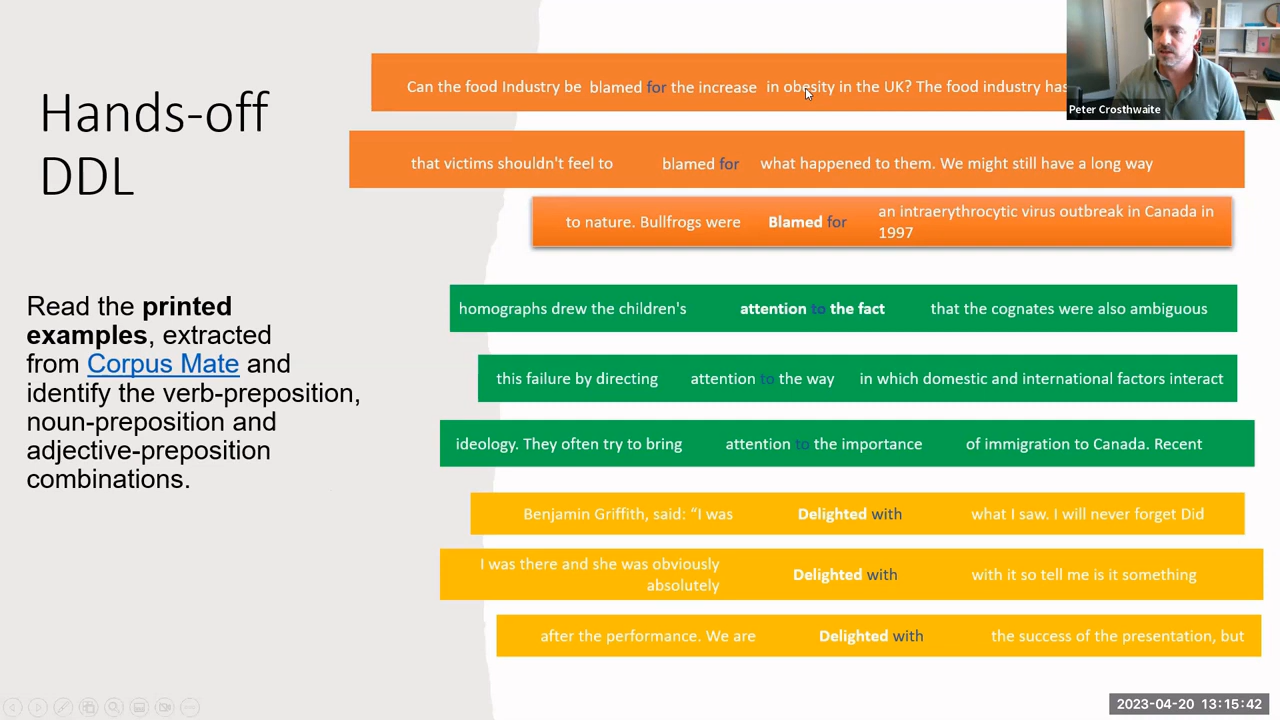 Hands-off
DDL
Read the printed
examples, extracted
from Corpus Mate and
identify the verb-preposition,
noun-preposition and
adjective-preposition
combinations.
Can the food Industry be blamed for the increase in obesity in the UK? The food industry has
that victims shouldn't feel to blamed for what happened to them. We might still have a long way
to nature. Bullfrogs were Blamed for an intraerythrocytic virus outbreak in Canada in
1997
homographs drew the children's attention to the fact that the cognates were also ambiguous
this failure by directing attention to the way in which domestic and international factors interact
ideology. They often try to bring attention to the importance of immigration to Canada. Recent
Benjamin Griffith, said: “I was Delighted with what I saw. I will never forget Did
I was there and she was obviously
absolutely Delighted with with it so tell me is it something
after the performance. We are Delighted with the success of the presentation, but
Peter Crosthwaite
2023-04-20 13:15:42